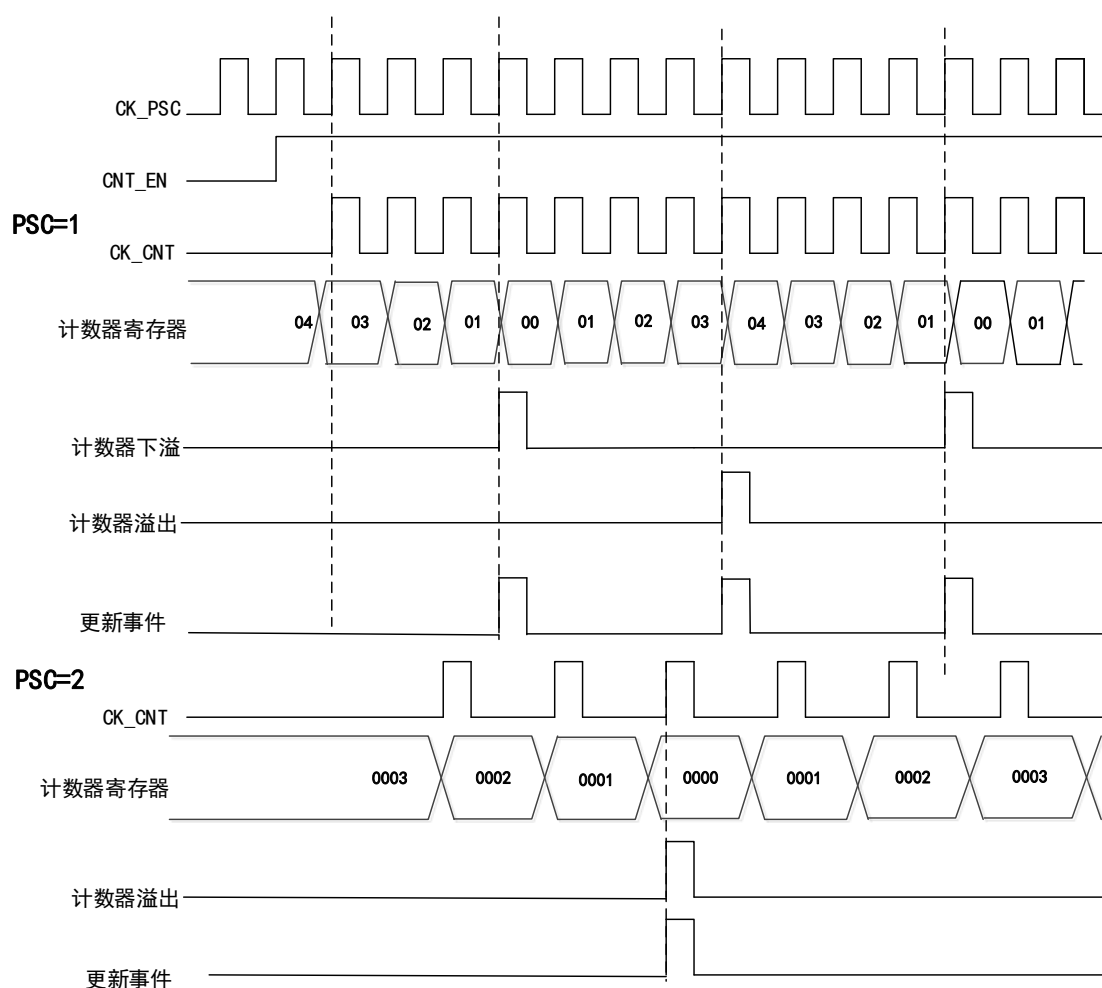 CK_PSC
CNT_EN
PSC=1
CK_CNT
计数器寄存器 04 03 02 01 00 01 02 03 04 03 02 01 00 01
计数器下溢
计数器溢出
更新事件
PSC=2
CK_CNT
计数器寄存器 0003 0002 0001 0000 0001 0002 0003
计数器溢出
更新事件